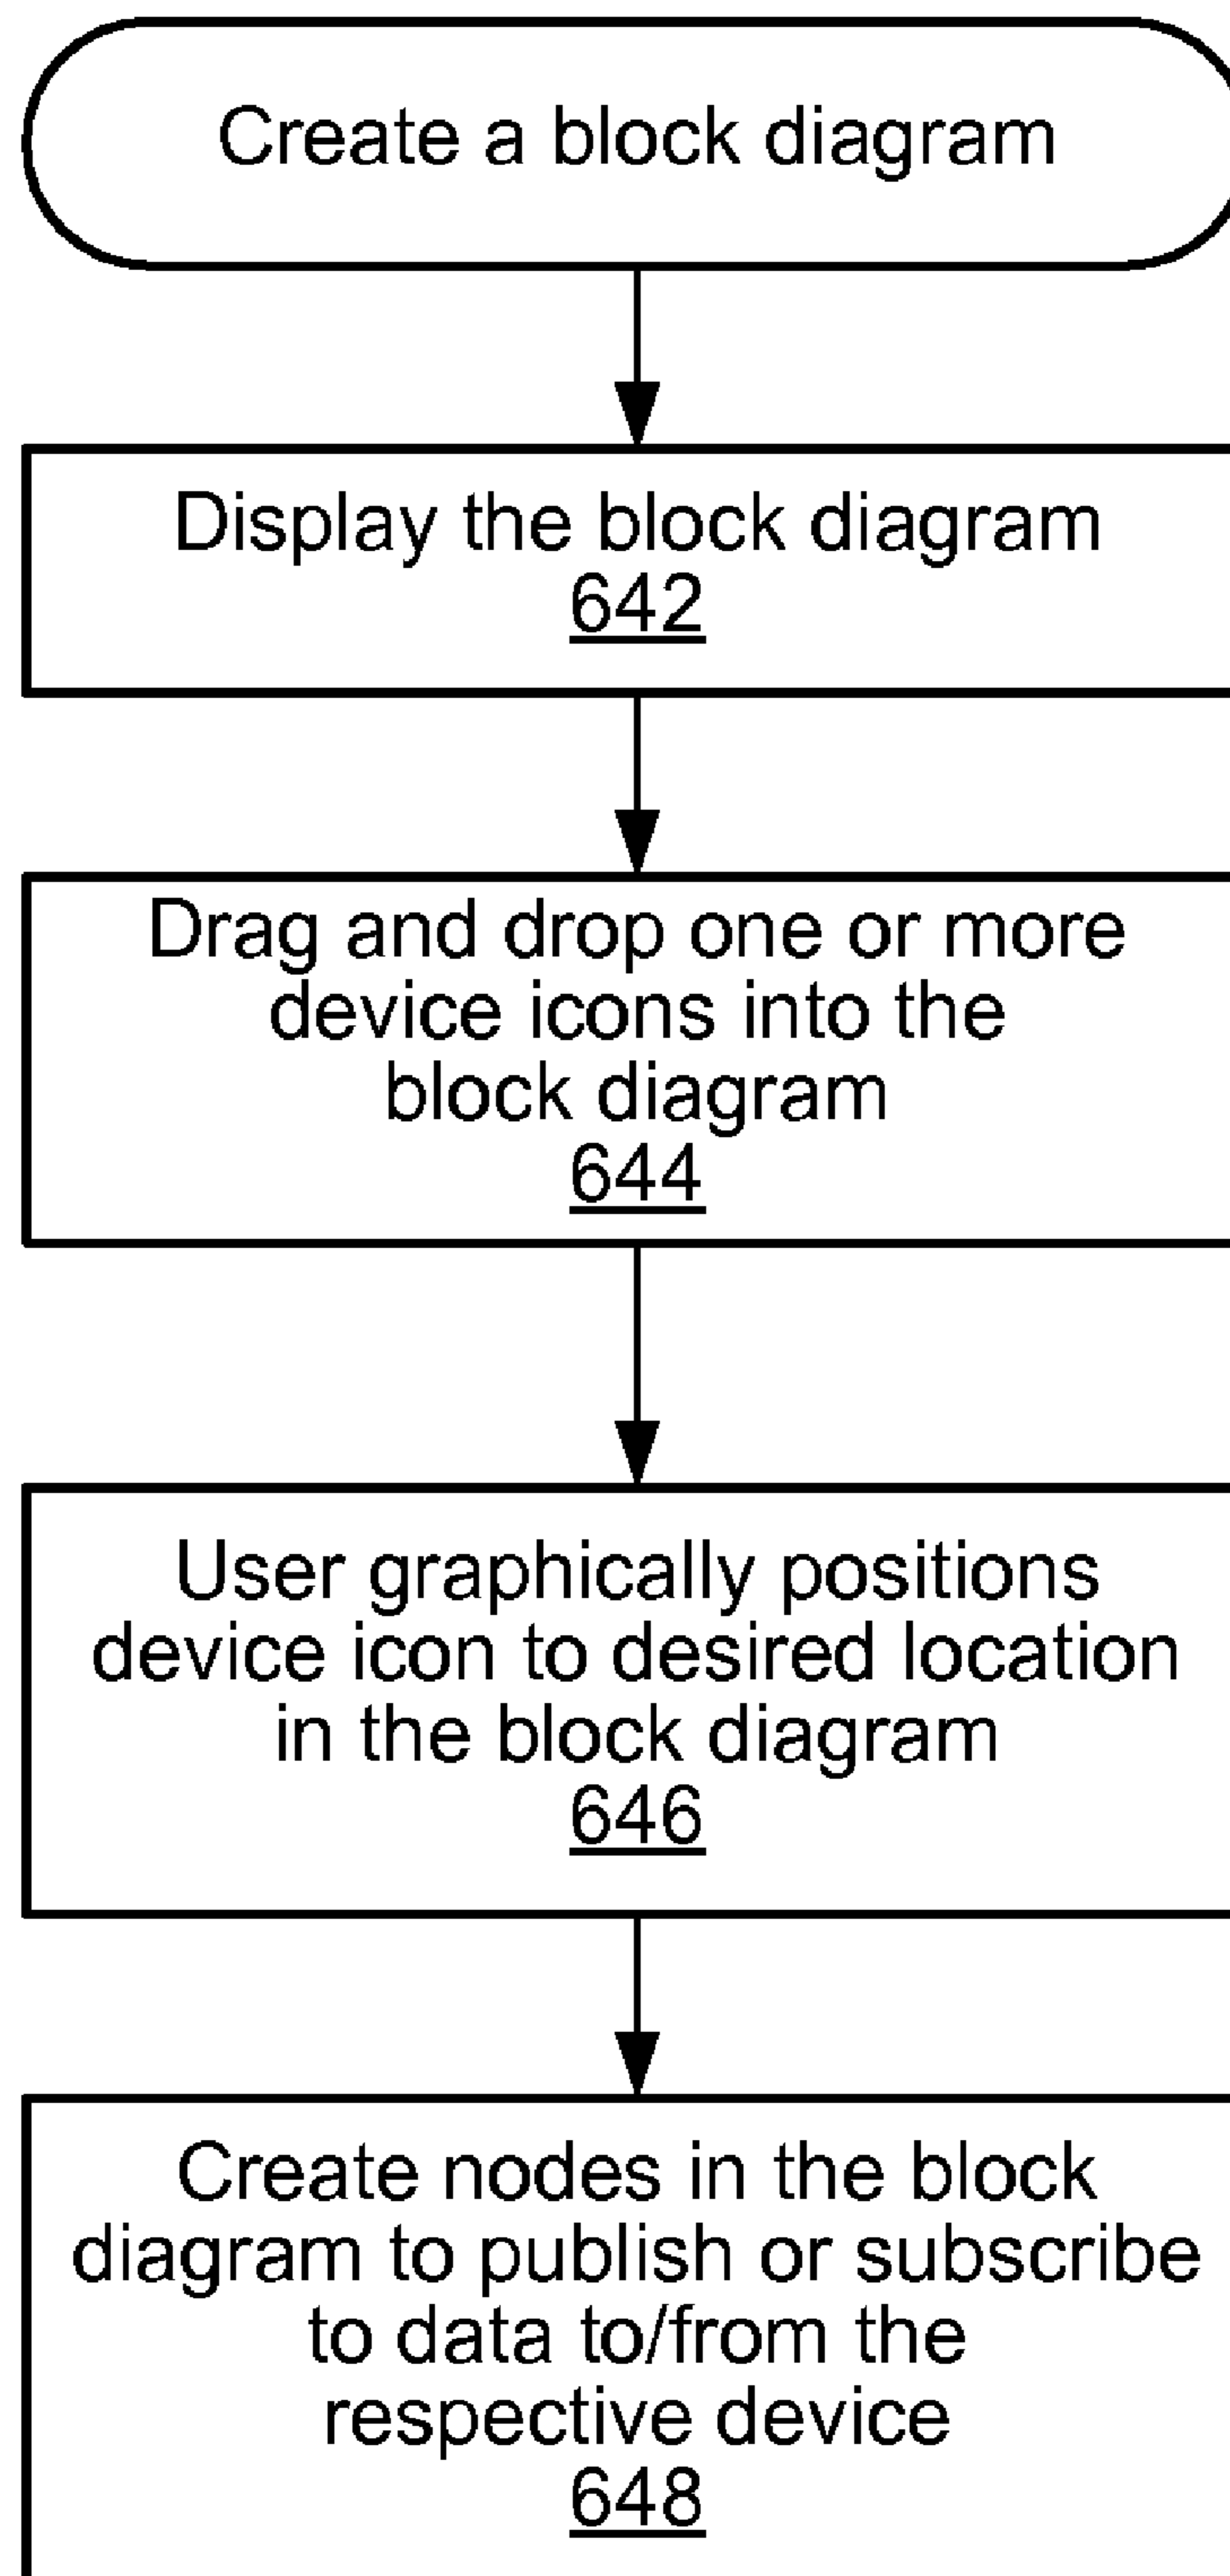 Create a block diagram
Display the block diagram
642
Drag and drop one or more
device icons into the
block diagram
644
User graphically positions
device icon to desired location
in the block diagram
646
Create nodes in the block
diagram to publish or subscribe
to data to/from the
respective device
648